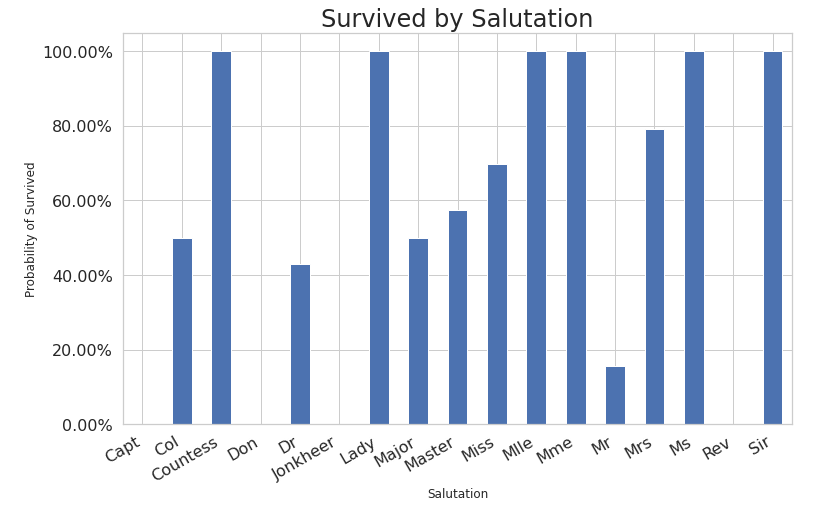 Survived by Salutation
100.00%
80.00%
60.00%
40.00%
20.00%
0.00%
Probability of Survived
Capt
Col
Countess
Don
Dr
Jonkheer
Lady
Major
Master
Miss
Mlle
Mme
Mr
Mrs
Ms
Rev
Sir
Salutation